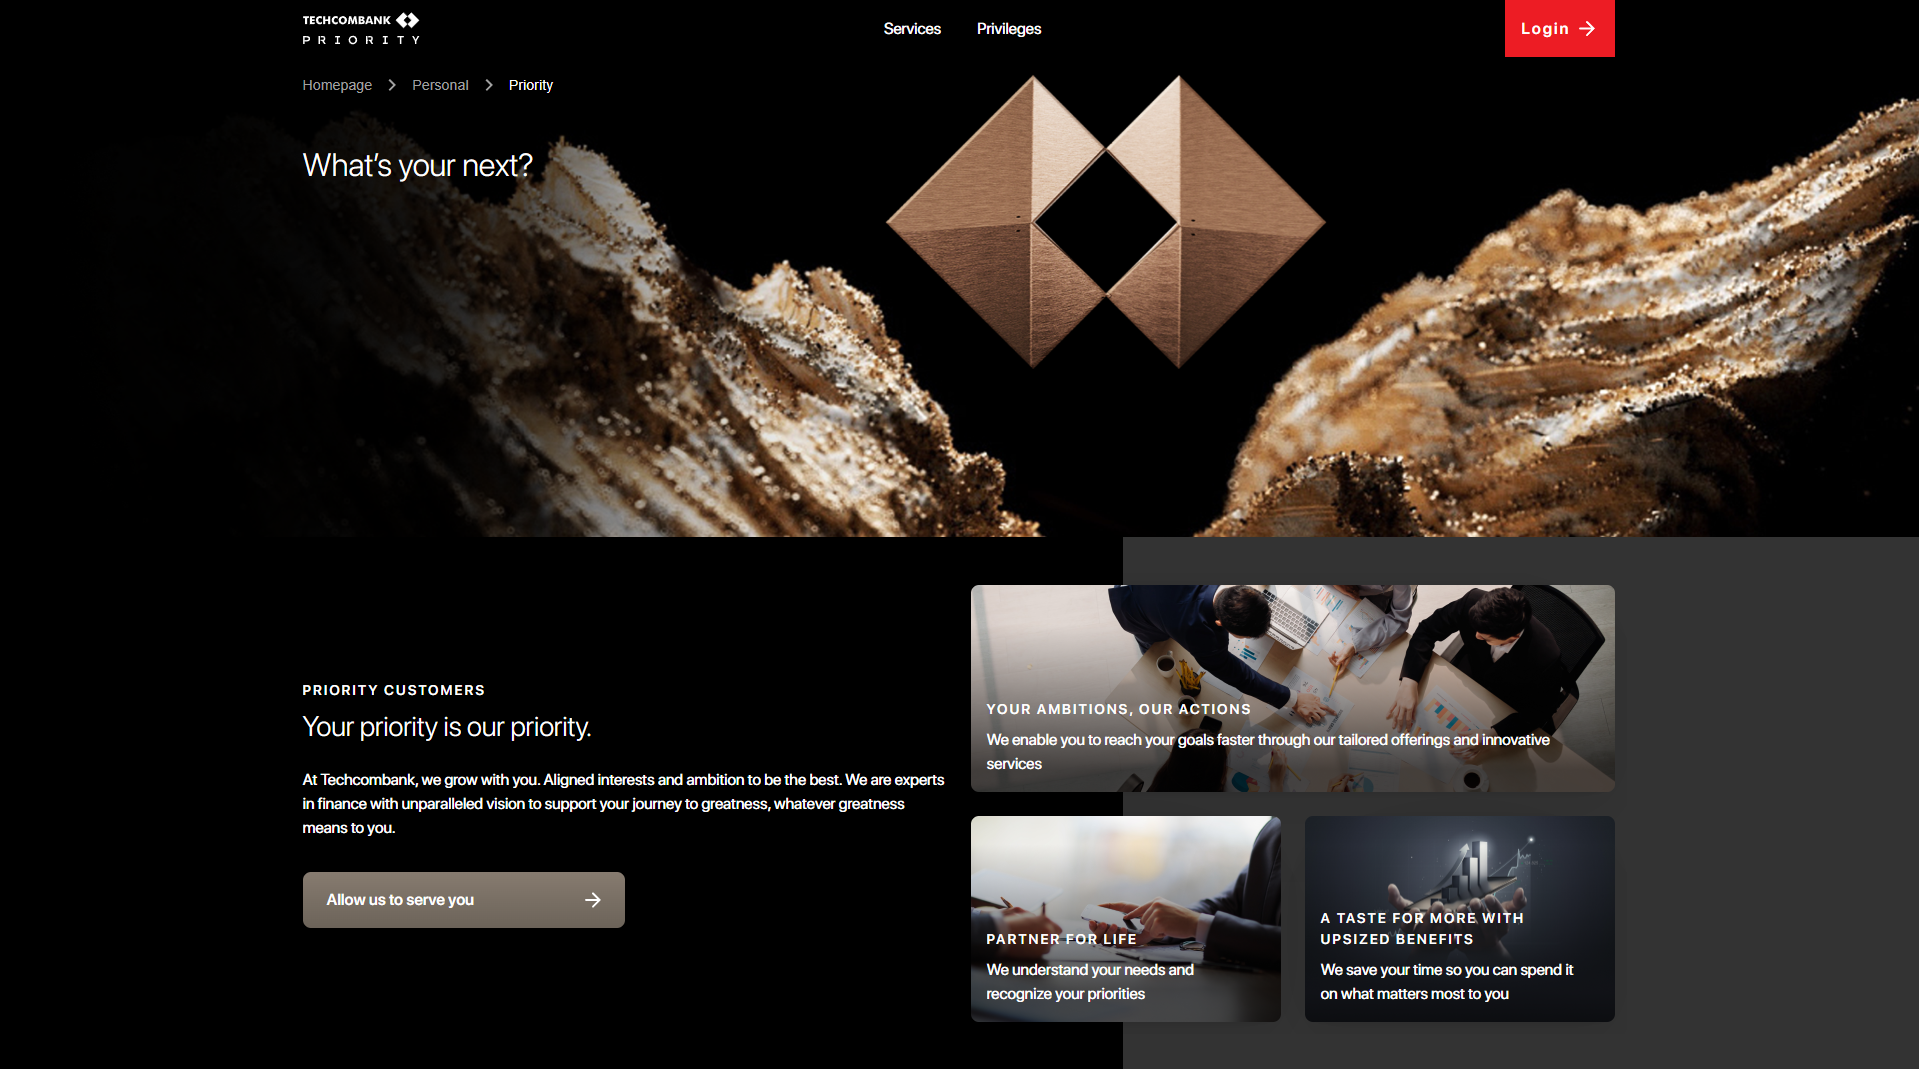 TECHCOMBANK
PRIORITY
Services
Privileges
Login
Homepage
Personal
Priority
What's your next?
PRIORITY CUSTOMERS
Your priority is our priority.
At Techcombank, we grow with you. Aligned interests and ambition to be the best. We are experts
in finance with unparalleled vision to support your journey to greatness, whatever greatness
means to you.
Allow us to serve you
YOUR AMBITIONS, OUR ACTIONS
We enable you to reach your goals faster through our tailored offerings and innovative
services
PARTNER FOR LIFE
We understand your needs and
recognize your priorities
A TASTE FOR MORE WITH
UPSIZED BENEFITS
We save your time so you can spend it
on what matters most to you